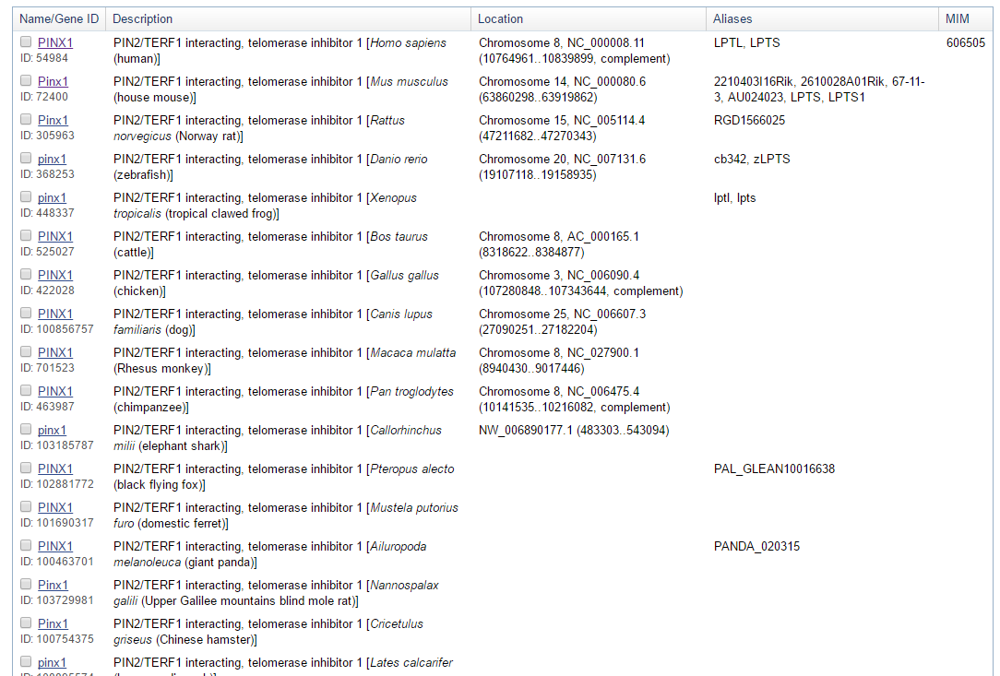 Name/Gene ID Description Location Aliases MIM
PINX1 PIN2/TERF1 interacting, telomerase inhibitor 1 [Homo sapiens Chromosome 8, NC_000008.11 LPTL, LPTS 606505
ID: 54984 (human)] (10764961..10839899, complement)
Pinx1 PIN2/TERF1 interacting, telomerase inhibitor 1 [Mus musculus Chromosome 14, NC_000080.6 2210403I16Rik, 2610028A01Rik, 67-11-
ID: 72400 (house mouse)] (63860298..63919862) 3, AU024023, LPTS, LPTS1
Pinx1 PIN2/TERF1 interacting, telomerase inhibitor 1 [Rattus Chromosome 15, NC_005114.4 RGD1566025
ID: 305963 norvegicus (Norway rat)] (47211682..47270343)
pinx1 PIN2/TERF1 interacting, telomerase inhibitor 1 [Danio rerio Chromosome 20, NC_007131.6 cb342, zLPTS
ID: 368253 (zebrafish)] (19107118..19158935)
pinx1 PIN2/TERF1 interacting, telomerase inhibitor 1 [Xenopus lptl, lpts
ID: 448337 tropicalis (tropical clawed frog)]
PINX1 PIN2/TERF1 interacting, telomerase inhibitor 1 [Bos taurus Chromosome 8, AC_000165.1
ID: 525027 (cattle)] (8318622..8384877)
PINX1 PIN2/TERF1 interacting, telomerase inhibitor 1 [Gallus gallus Chromosome 3, NC_006090.4
ID: 422028 (chicken)] (107280848..107343644, complement)
PINX1 PIN2/TERF1 interacting, telomerase inhibitor 1 [Canis lupus Chromosome 25, NC_006607.3
ID: 100856757 familiaris (dog)] (27090251..27182204)
PINX1 PIN2/TERF1 interacting, telomerase inhibitor 1 [Macaca mulatta Chromosome 8, NC_027900.1
ID: 701523 (Rhesus monkey)] (8940430..9017446)
PINX1 PIN2/TERF1 interacting, telomerase inhibitor 1 [Pan troglodytes Chromosome 8, NC_006475.4
ID: 463987 (chimpanzee)] (10141535..10216082, complement)
pinx1 PIN2/TERF1 interacting, telomerase inhibitor 1 [Callorhinchus NW_006890177.1 (483303..543094)
ID: 103185787 milii (elephant shark)]
PINX1 PIN2/TERF1 interacting, telomerase inhibitor 1 [Pteropus alecto PAL_GLEAN10016638
ID: 102881772 (black flying fox)]
PINX1 PIN2/TERF1 interacting, telomerase inhibitor 1 [Mustela putorius
ID: 101690317 furo (domestic ferret)]
PINX1 PIN2/TERF1 interacting, telomerase inhibitor 1 [Ailuropoda PANDA_020315
ID: 100463701 melanoleuca (giant panda)]
Pinx1 PIN2/TERF1 interacting, telomerase inhibitor 1 [Nannospalax
ID: 103729981 galili (Upper Galilee mountains blind mole rat)]
Pinx1 PIN2/TERF1 interacting, telomerase inhibitor 1 [Cricetulus
ID: 100754375 griseus (Chinese hamster)]
pinx1 PIN2/TERF1 interacting, telomerase inhibitor 1 [Lates calcarifer